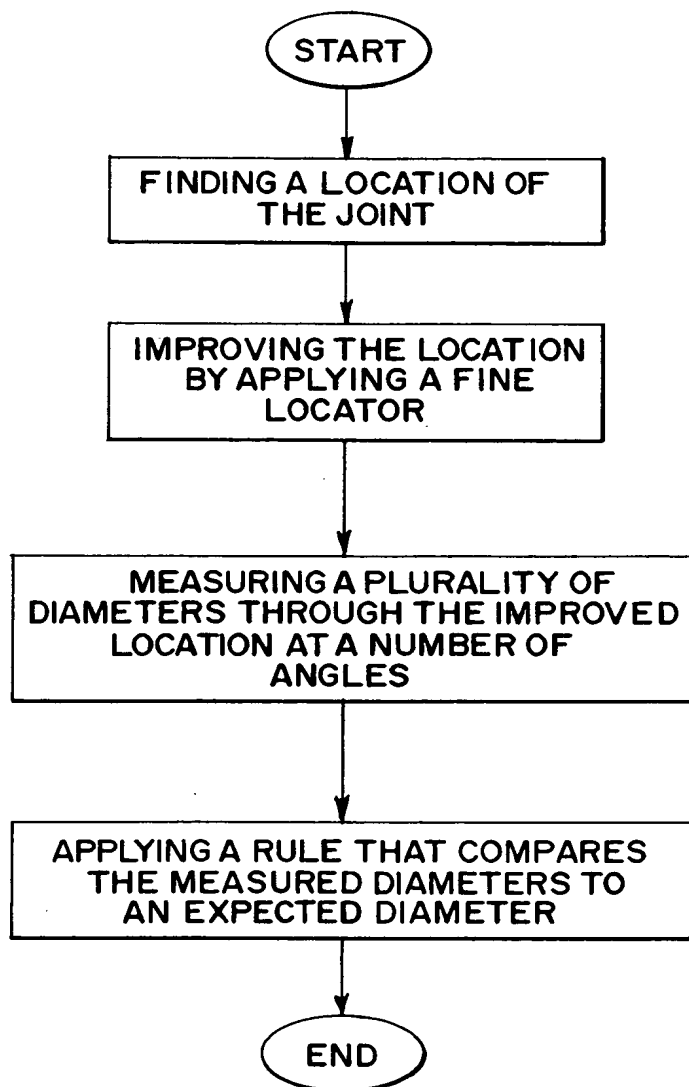 START
FINDING A LOCATION OF
THE JOINT
IMPROVING THE LOCATION
BY APPLYING A FINE
LOCATOR
MEASURING A PLURALITY OF
DIAMETERS THROUGH THE IMPROVED
LOCATION AT A NUMBER OF
ANGLES
APPLYING A RULE THAT COMPARES
THE MEASURED DIAMETERS TO
AN EXPECTED DIAMETER
END